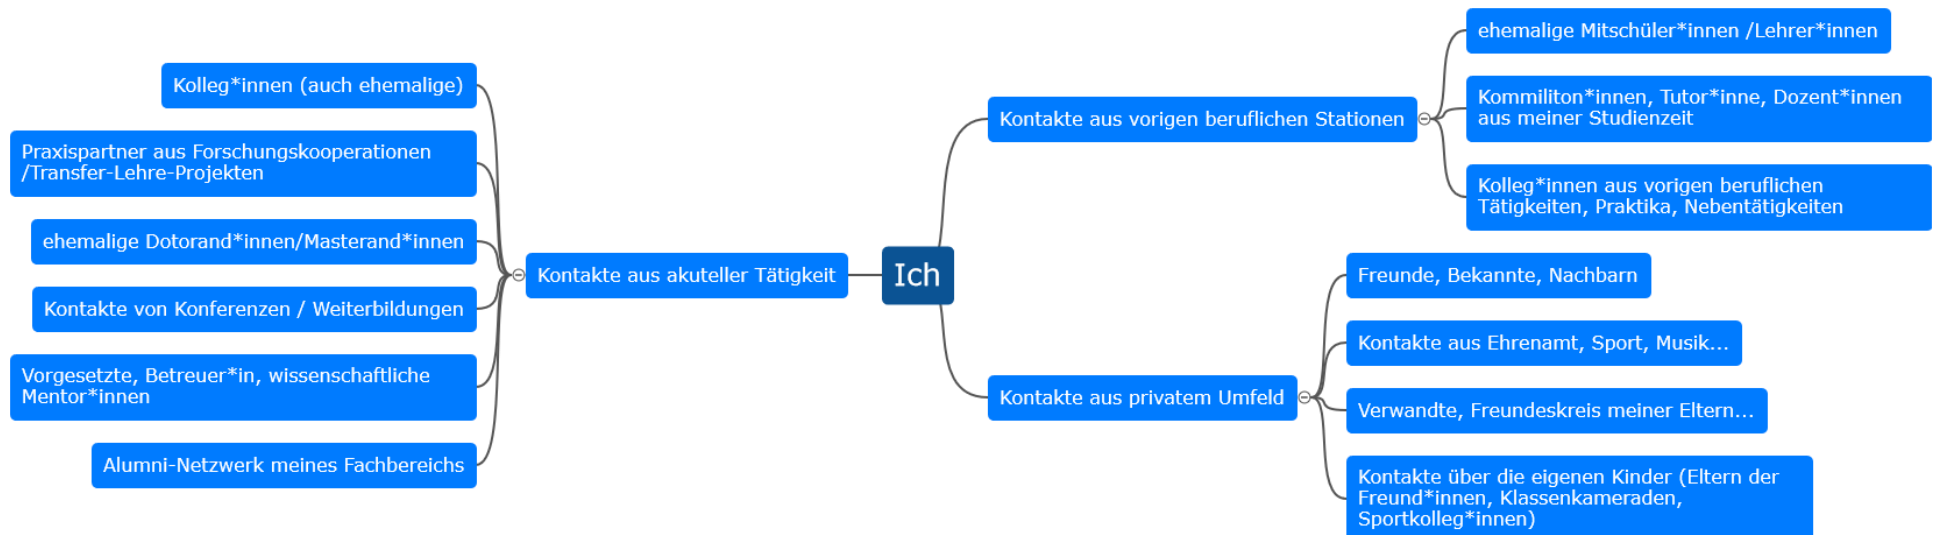 Kolleg*innen (auch ehemalige)
Praxispartner aus Forschungskooperationen
/Transfer-Lehre-Projekten
ehemalige Dotorand*innen/Masterand*innen
Kontakte von Konferenzen / Weiterbildungen
Vorgesetzte, Betreuer*in, wissenschaftliche
Mentor*innen
Alumni-Netzwerk meines Fachbereichs
Kontakte aus akuteller Tätigkeit
Ich
Kontakte aus vorigen beruflichen Stationen
ehemalige Mitschüler*innen /Lehrer*innen
Kommiliton*innen, Tutor*inne, Dozent*innen
aus meiner Studienzeit
Kolleg*innen aus vorigen beruflichen
Tätigkeiten, Praktika, Nebentätigkeiten
Kontakte aus privatem Umfeld
Freunde, Bekannte, Nachbarn
Kontakte aus Ehrenamt, Sport, Musik...
Verwandte, Freundeskreis meiner Eltern...
Kontakte über die eigenen Kinder (Eltern der
Freund*innen, Klassenkameraden,
Sportkolleg*innen)